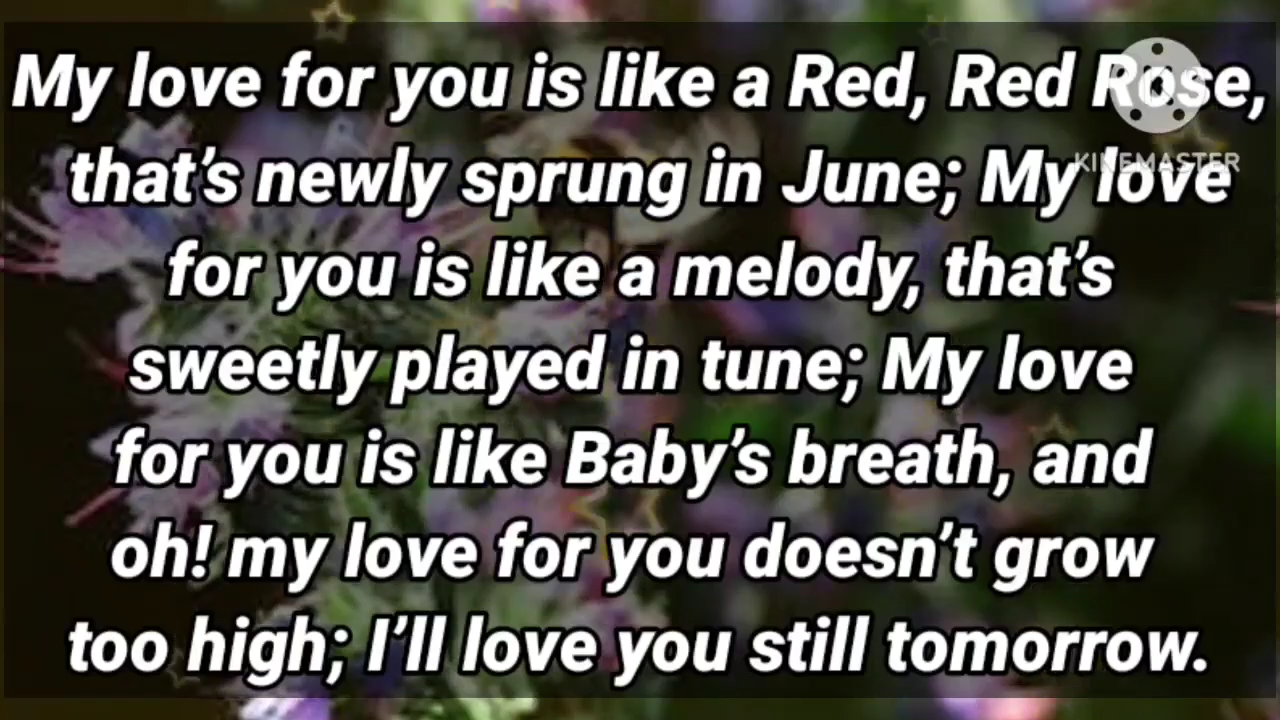 My love for you is like a Red, Red Rose,
that’s newly sprung in June; My love
for you is like a melody, that’s
sweetly played in tune; My love
for you is like Baby’s breath, and
oh! my love for you doesn’t grow
too high; I’ll love you still tomorrow.
KINEMASTER